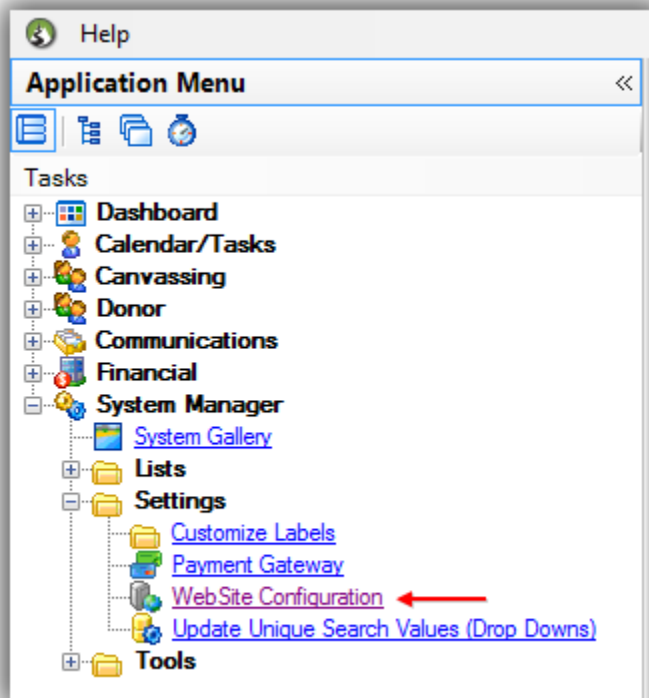 Help
Application Menu
Tasks
Dashboard
Calendar/Tasks
Canvassing
Donor
Communications
Financial
System Manager
System Gallery
Lists
Settings
Customize Labels
Payment Gateway
WebSite Configuration
Update Unique Search Values (Drop Downs)
Tools